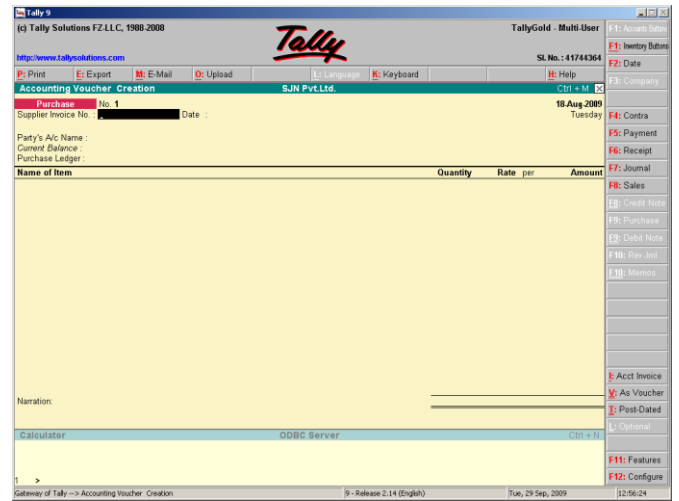 Tally 9
(c) Tally Solutions FZ-LLC, 1988-2008
Tally
TallyGold - Multi-User
http://www.tallysolutions.com
Sl. No. : 41744364
P: Print E: Export M: E-Mail O: Upload L: Language K: Keyboard H: Help
Accounting Voucher Creation SJN Pvt.Ltd. Ctrl + M
Purchase No. 1 18-Aug-2009
Supplier Invoice No. : Date : Tuesday
Party's A/c Name :
Current Balance :
Purchase Ledger :
Name of Item Quantity Rate per Amount
Narration:
Calculator ODBC Server Ctrl + N
1 >
Gateway of Tally --> Accounting Voucher Creation 9 - Release 2.14 (English) Tue, 29 Sep, 2009 12:56:24
F1: Accounts Buttons
F1: Inventory Buttons
F2: Date
F3: Company
F4: Contra
F5: Payment
F6: Receipt
F7: Journal
F8: Sales
F8: Credit Note
F9: Purchase
F9: Debit Note
F10: Rev Jrnl
F10: Memos
I: Acct Invoice
V: As Voucher
T: Post-Dated
L: Optional
F11: Features
F12: Configure